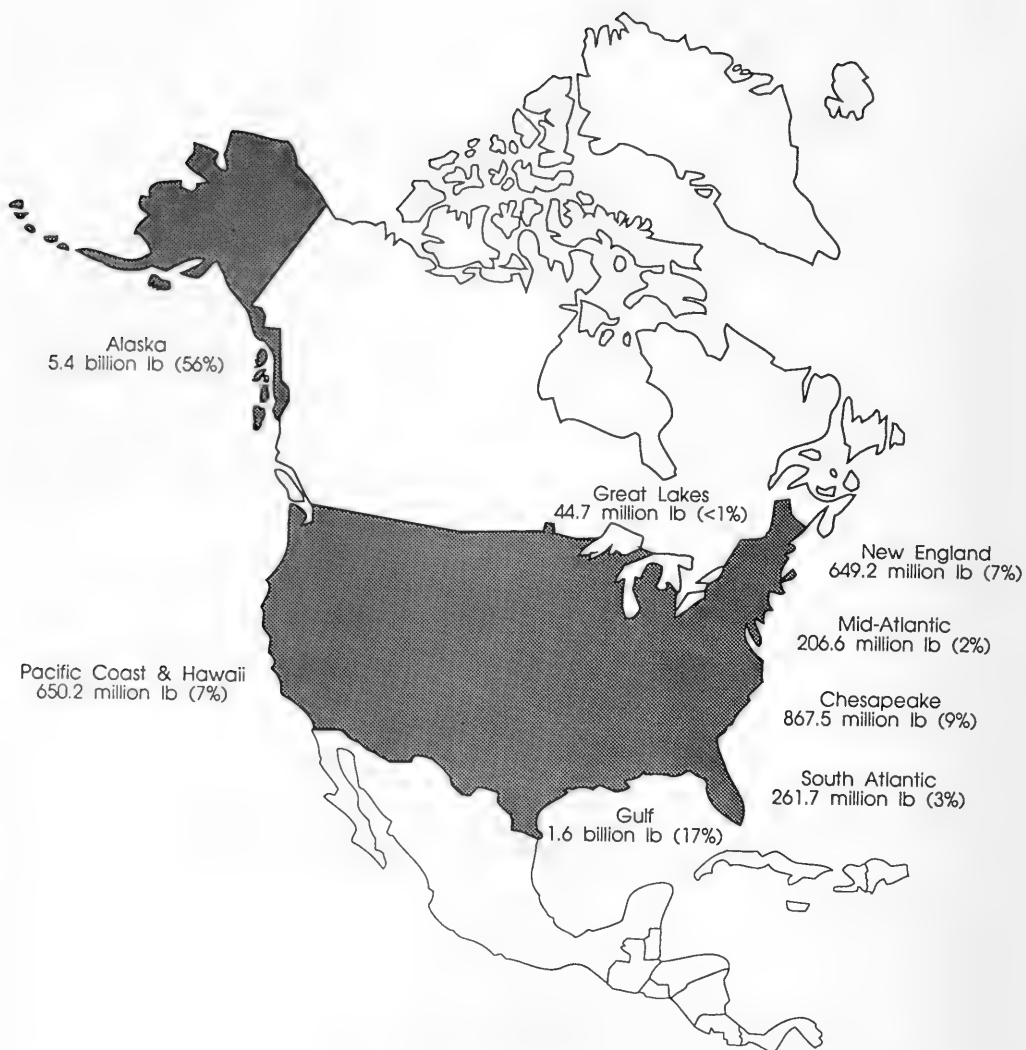 Alaska
5.4 billion lb (56%)
Great Lakes
44.7 million lb (<1%)
New England
649.2 million lb (7%)
Mid-Atlantic
206.6 million lb (2%)
Pacific Coast & Hawaii
650.2 million lb (7%)
Chesapeake
867.5 million lb (9%)
South Atlantic
261.7 million lb (3%)
Gulf
1.6 billion lb (17%)